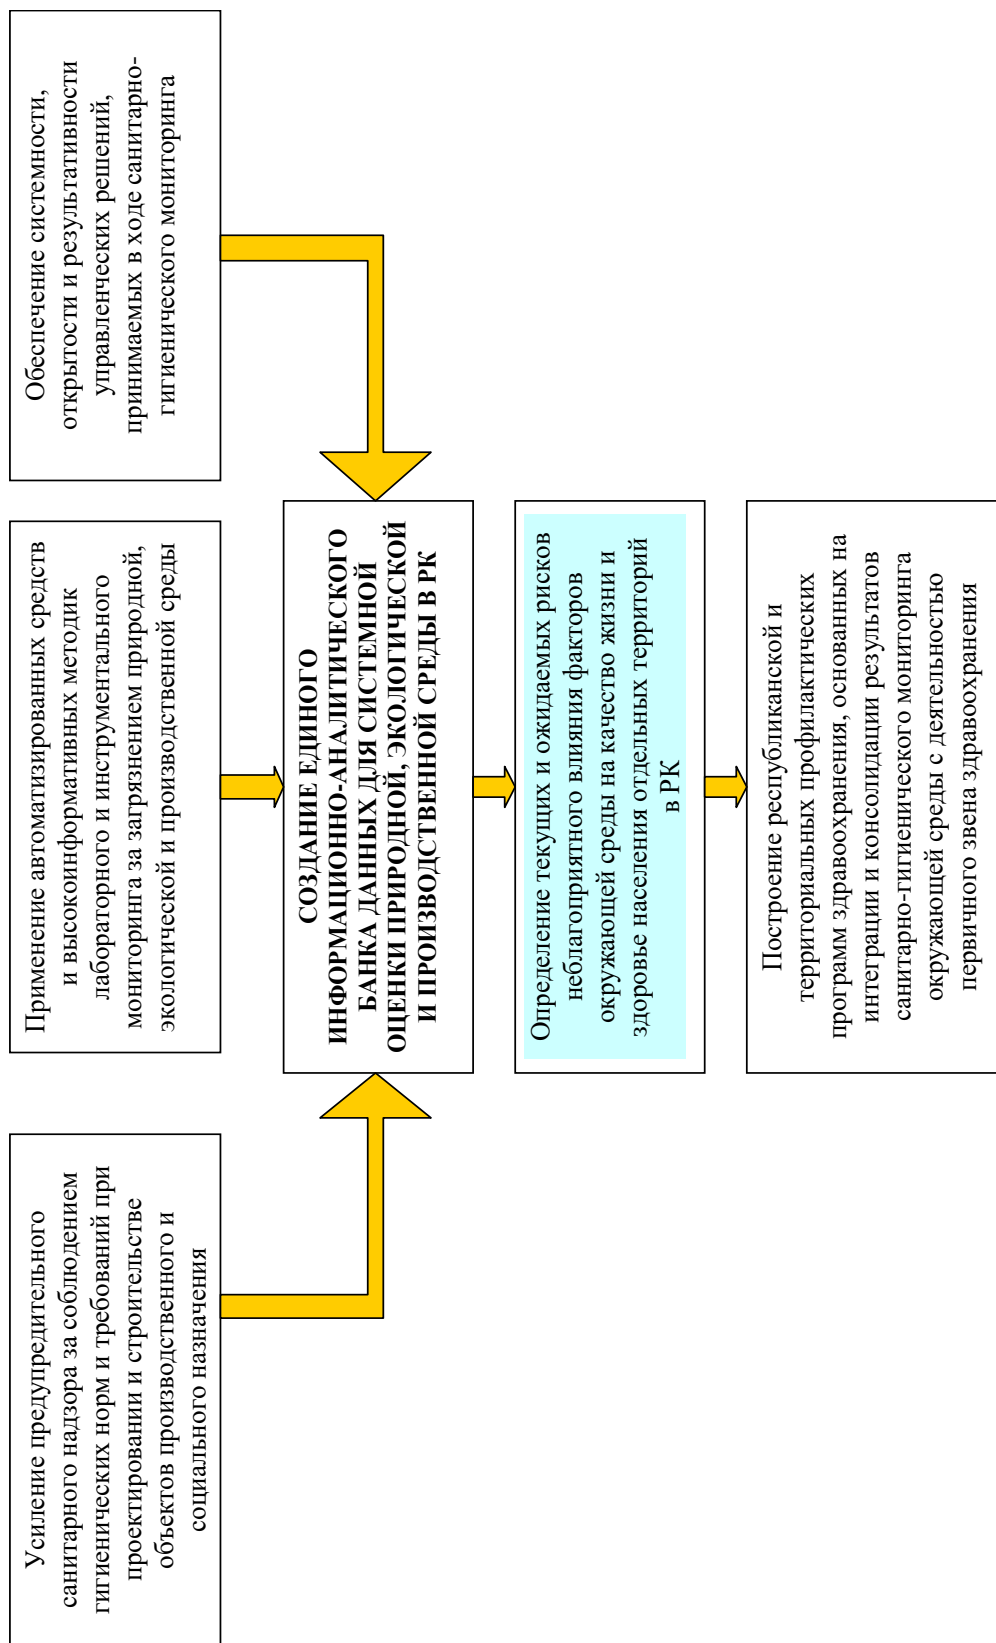 Усиление предупредительного
санитарного надзора за соблюдением
гигиенических норм и требований при
проектировании и строительстве
объектов производственного и
социального назначения
Применение автоматизированных средств
и высокоинформативных методик
лабораторного и инструментального
мониторинга за загрязнением природной,
экологической и производственной среды
Обеспечение системности,
открытости и результативности
управленческих решений,
принимаемых в ходе санитарно-
гигиенического мониторинга
СОЗДАНИЕ ЕДИНОГО
ИНФОРМАЦИОННО-АНАЛИТИЧЕСКОГО
БАНКА ДАННЫХ ДЛЯ СИСТЕМНОЙ
ОЦЕНКИ ПРИРОДНОЙ, ЭКОЛОГИЧЕСКОЙ
И ПРОИЗВОДСТВЕННОЙ СРЕДЫ В РК
Определение текущих и ожидаемых рисков
неблагоприятного влияния факторов
окружающей среды на качество жизни и
здоровье населения отдельных территорий
в РК
Построение республиканской и
территориальных профилактических
программ здравоохранения, основанных на
интеграции и консолидации результатов
санитарно-гигиенического мониторинга
окружающей среды с деятельностью
первичного звена здравоохранения